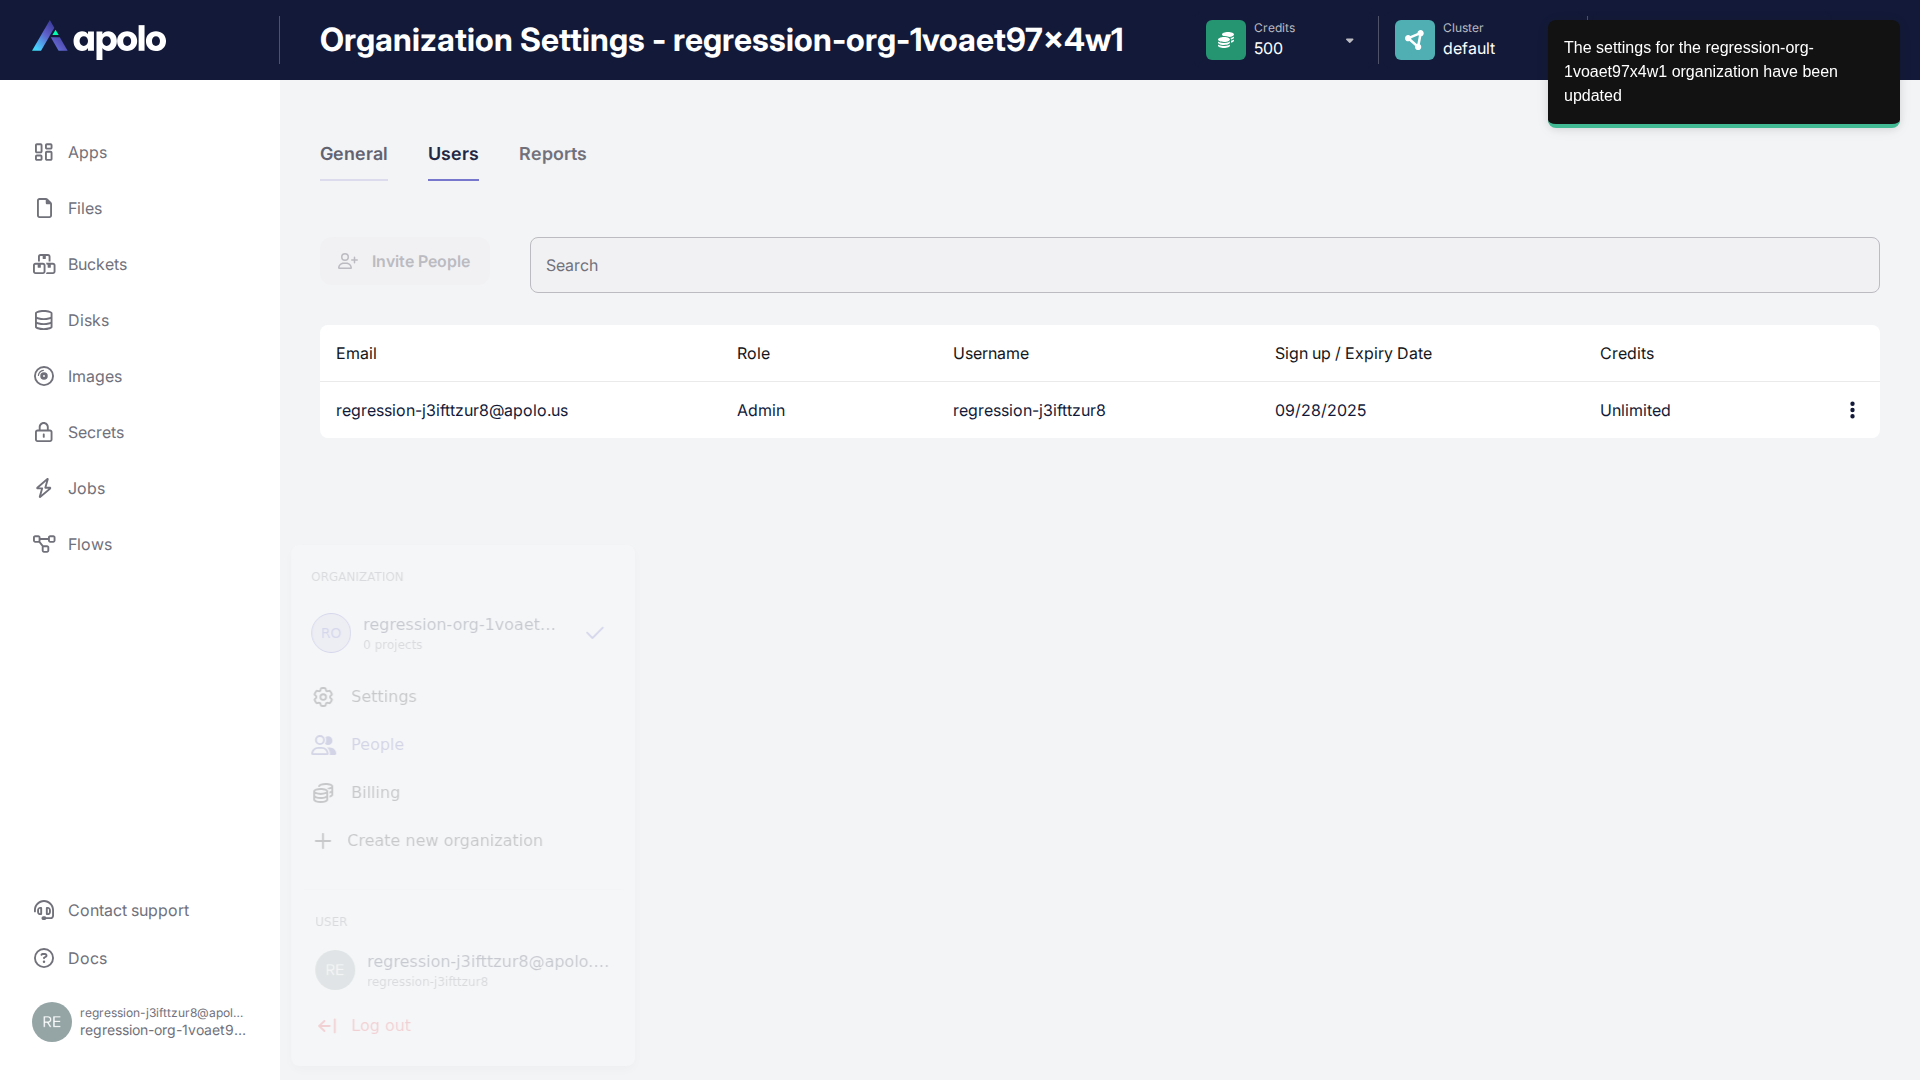 apolo
Organization Settings - regression-org-1voaet97x4w1
Credits
500
Cluster
default
The settings for the regression-org-
1voaet97x4w1 organization have been
updated
Apps
Files
Buckets
Disks
Images
Secrets
Jobs
Flows
Contact support
Docs
RE
regression-j3ifttzur8@apol...
regression-org-1voaet9...
General
Users
Reports
Invite People
Search
Email
Role
Username
Sign up / Expiry Date
Credits
regression-j3ifttzur8@apolo.us
Admin
regression-j3ifttzur8
09/28/2025
Unlimited
ORGANIZATION
RO
regression-org-1voaet...
0 projects
Settings
People
Billing
Create new organization
USER
RE
regression-j3ifttzur8@apolo....
regression-j3ifttzur8
Log out